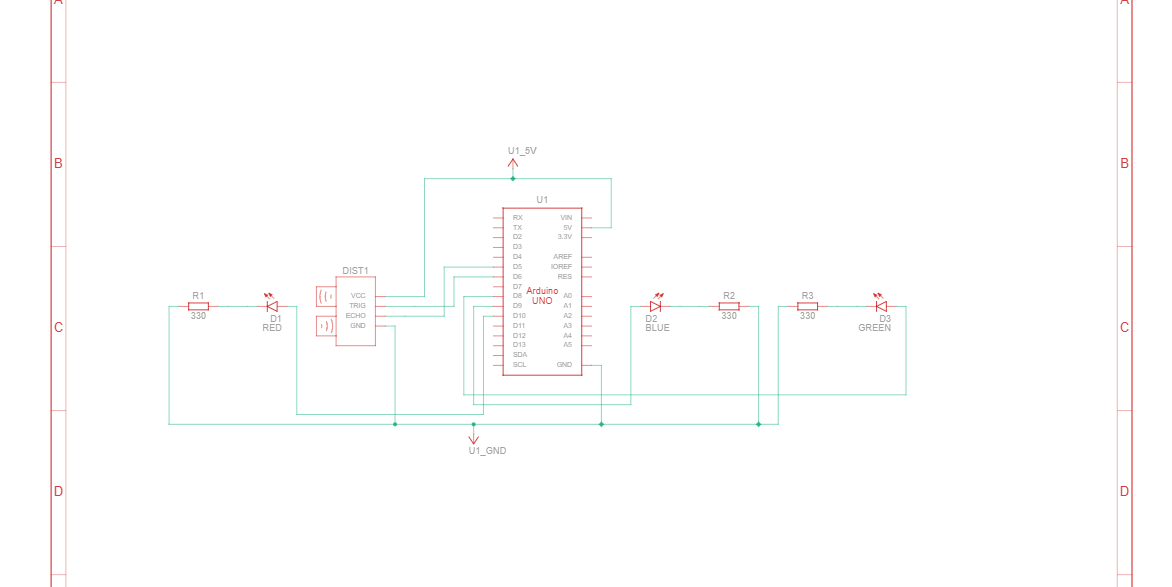 A
A
U1_5V
B
B
U1
RX
VIN
TX
5V
D2
3.3V
D3
D4
AREF
D5
IOREF
D6
RES
D7
Arduino
UNO
D8
A0
D9
A1
D10
A2
D11
A3
D12
A4
D13
A5
SDA
SCL
GND
DIST1
VCC
TRIG
ECHO
GND
R1
330
D1
RED
D2
BLUE
R2
330
R3
330
D3
GREEN
C
C
U1_GND
D
D